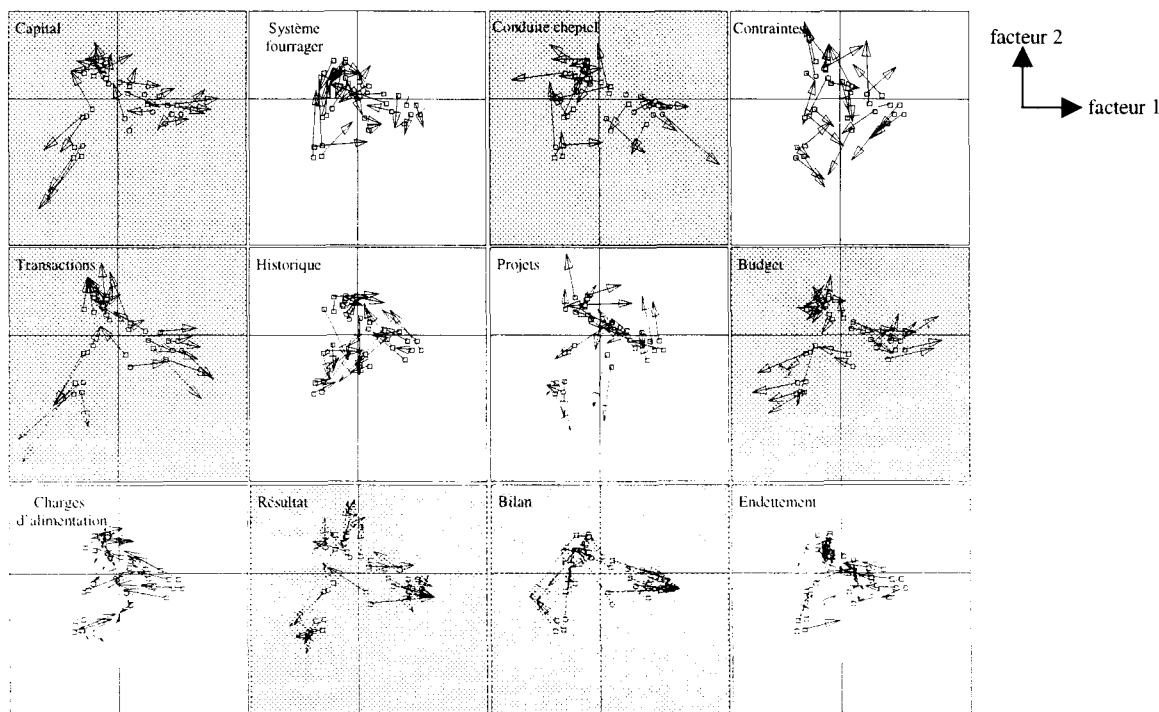 Capital
Système
fourrager
Conduite cheptel
Contraintes
facteur 2
facteur 1
Transactions
Historique
Projets
Budget
Charges
d'alimentation
Résultat
Bilan
Endettement